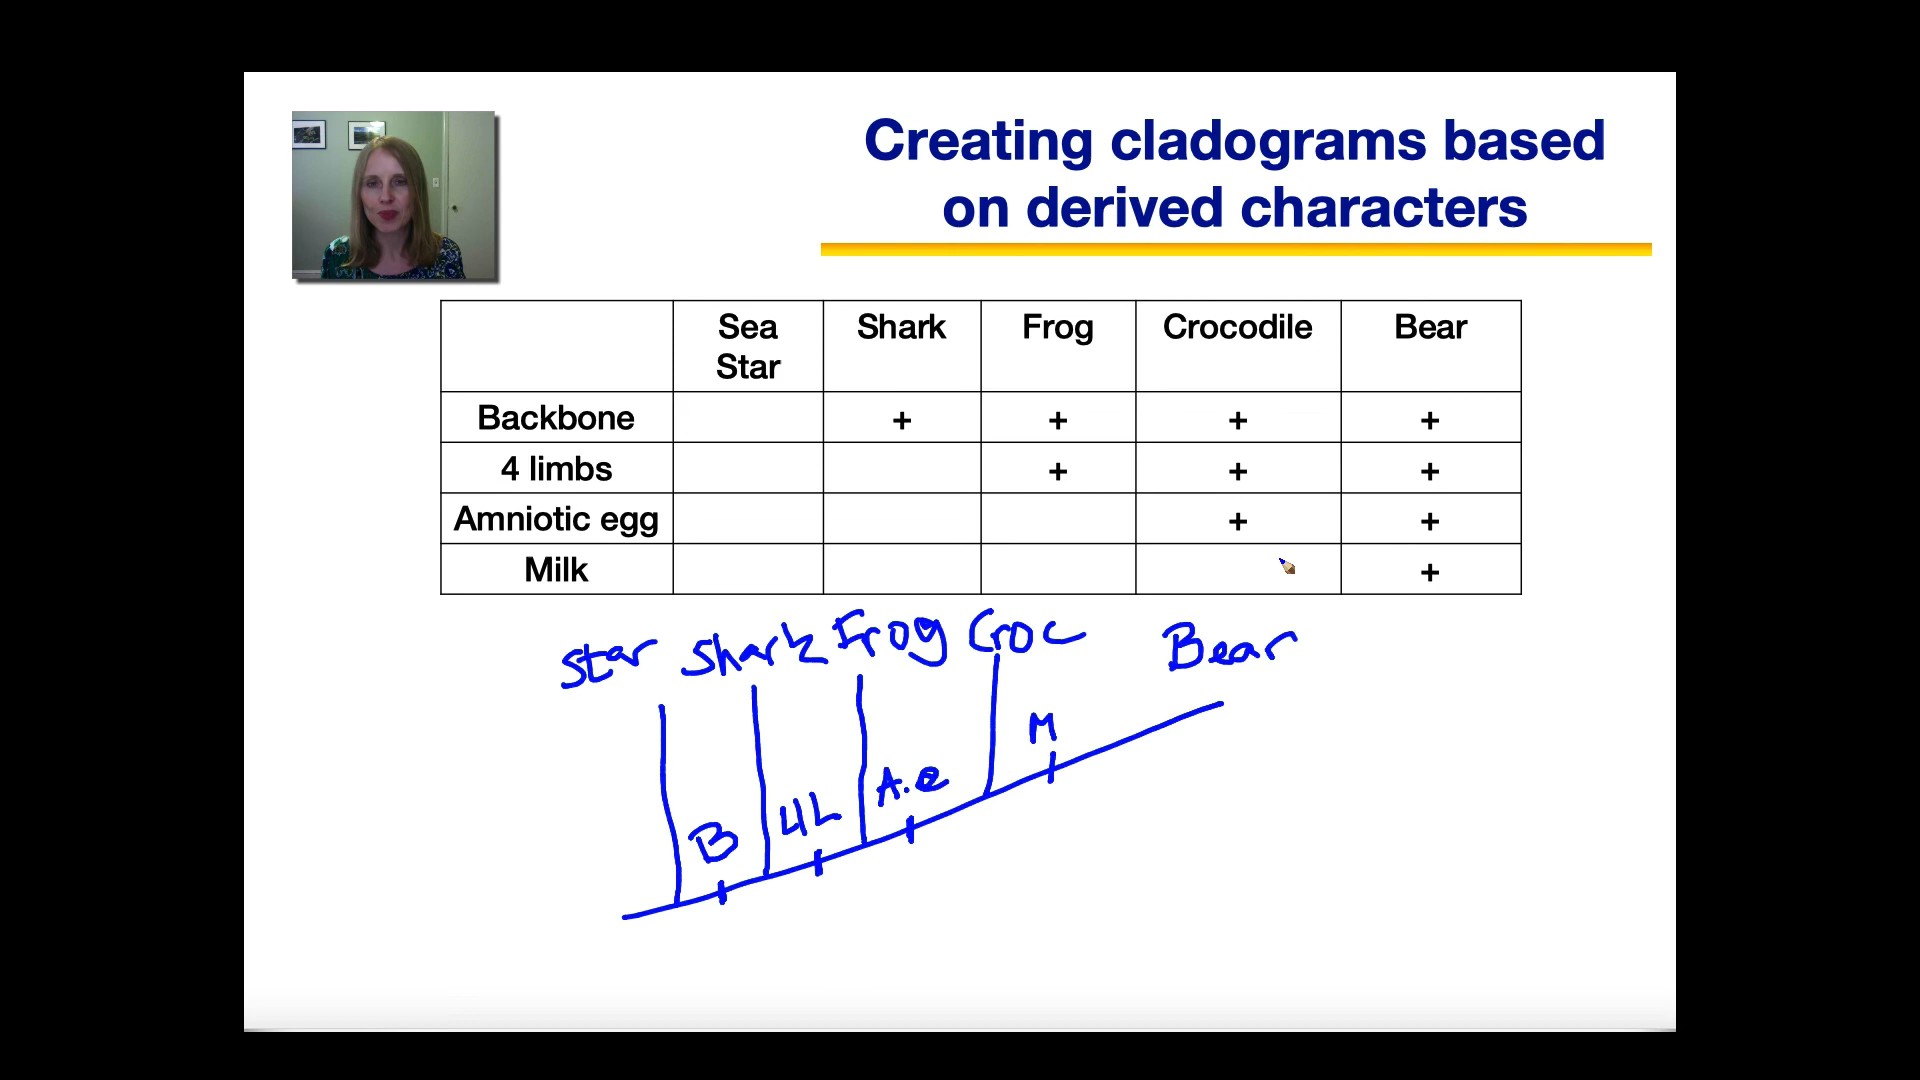 Creating cladograms based
on derived characters
Sea Star Shark Frog Crocodile Bear
Backbone + + + +
4 limbs + + +
Amniotic egg + +
Milk +
Star Shark Frog Croc Bear
M
A.e
4L
B